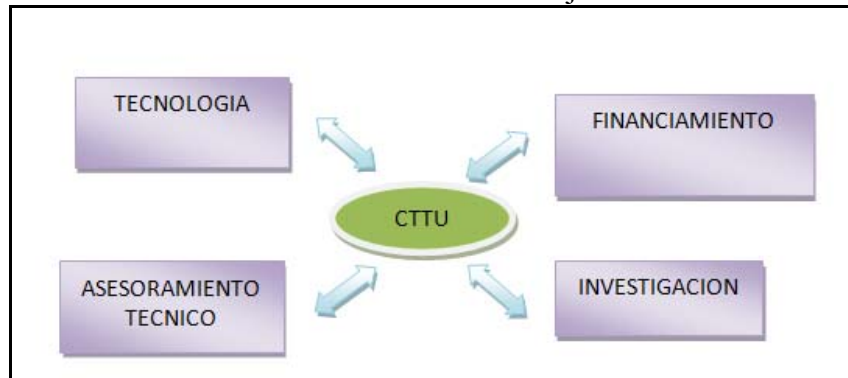 TECNOLOGIA
FINANCIAMIENTO
CTTU
ASESORAMIENTO
TECNICO
INVESTIGACION